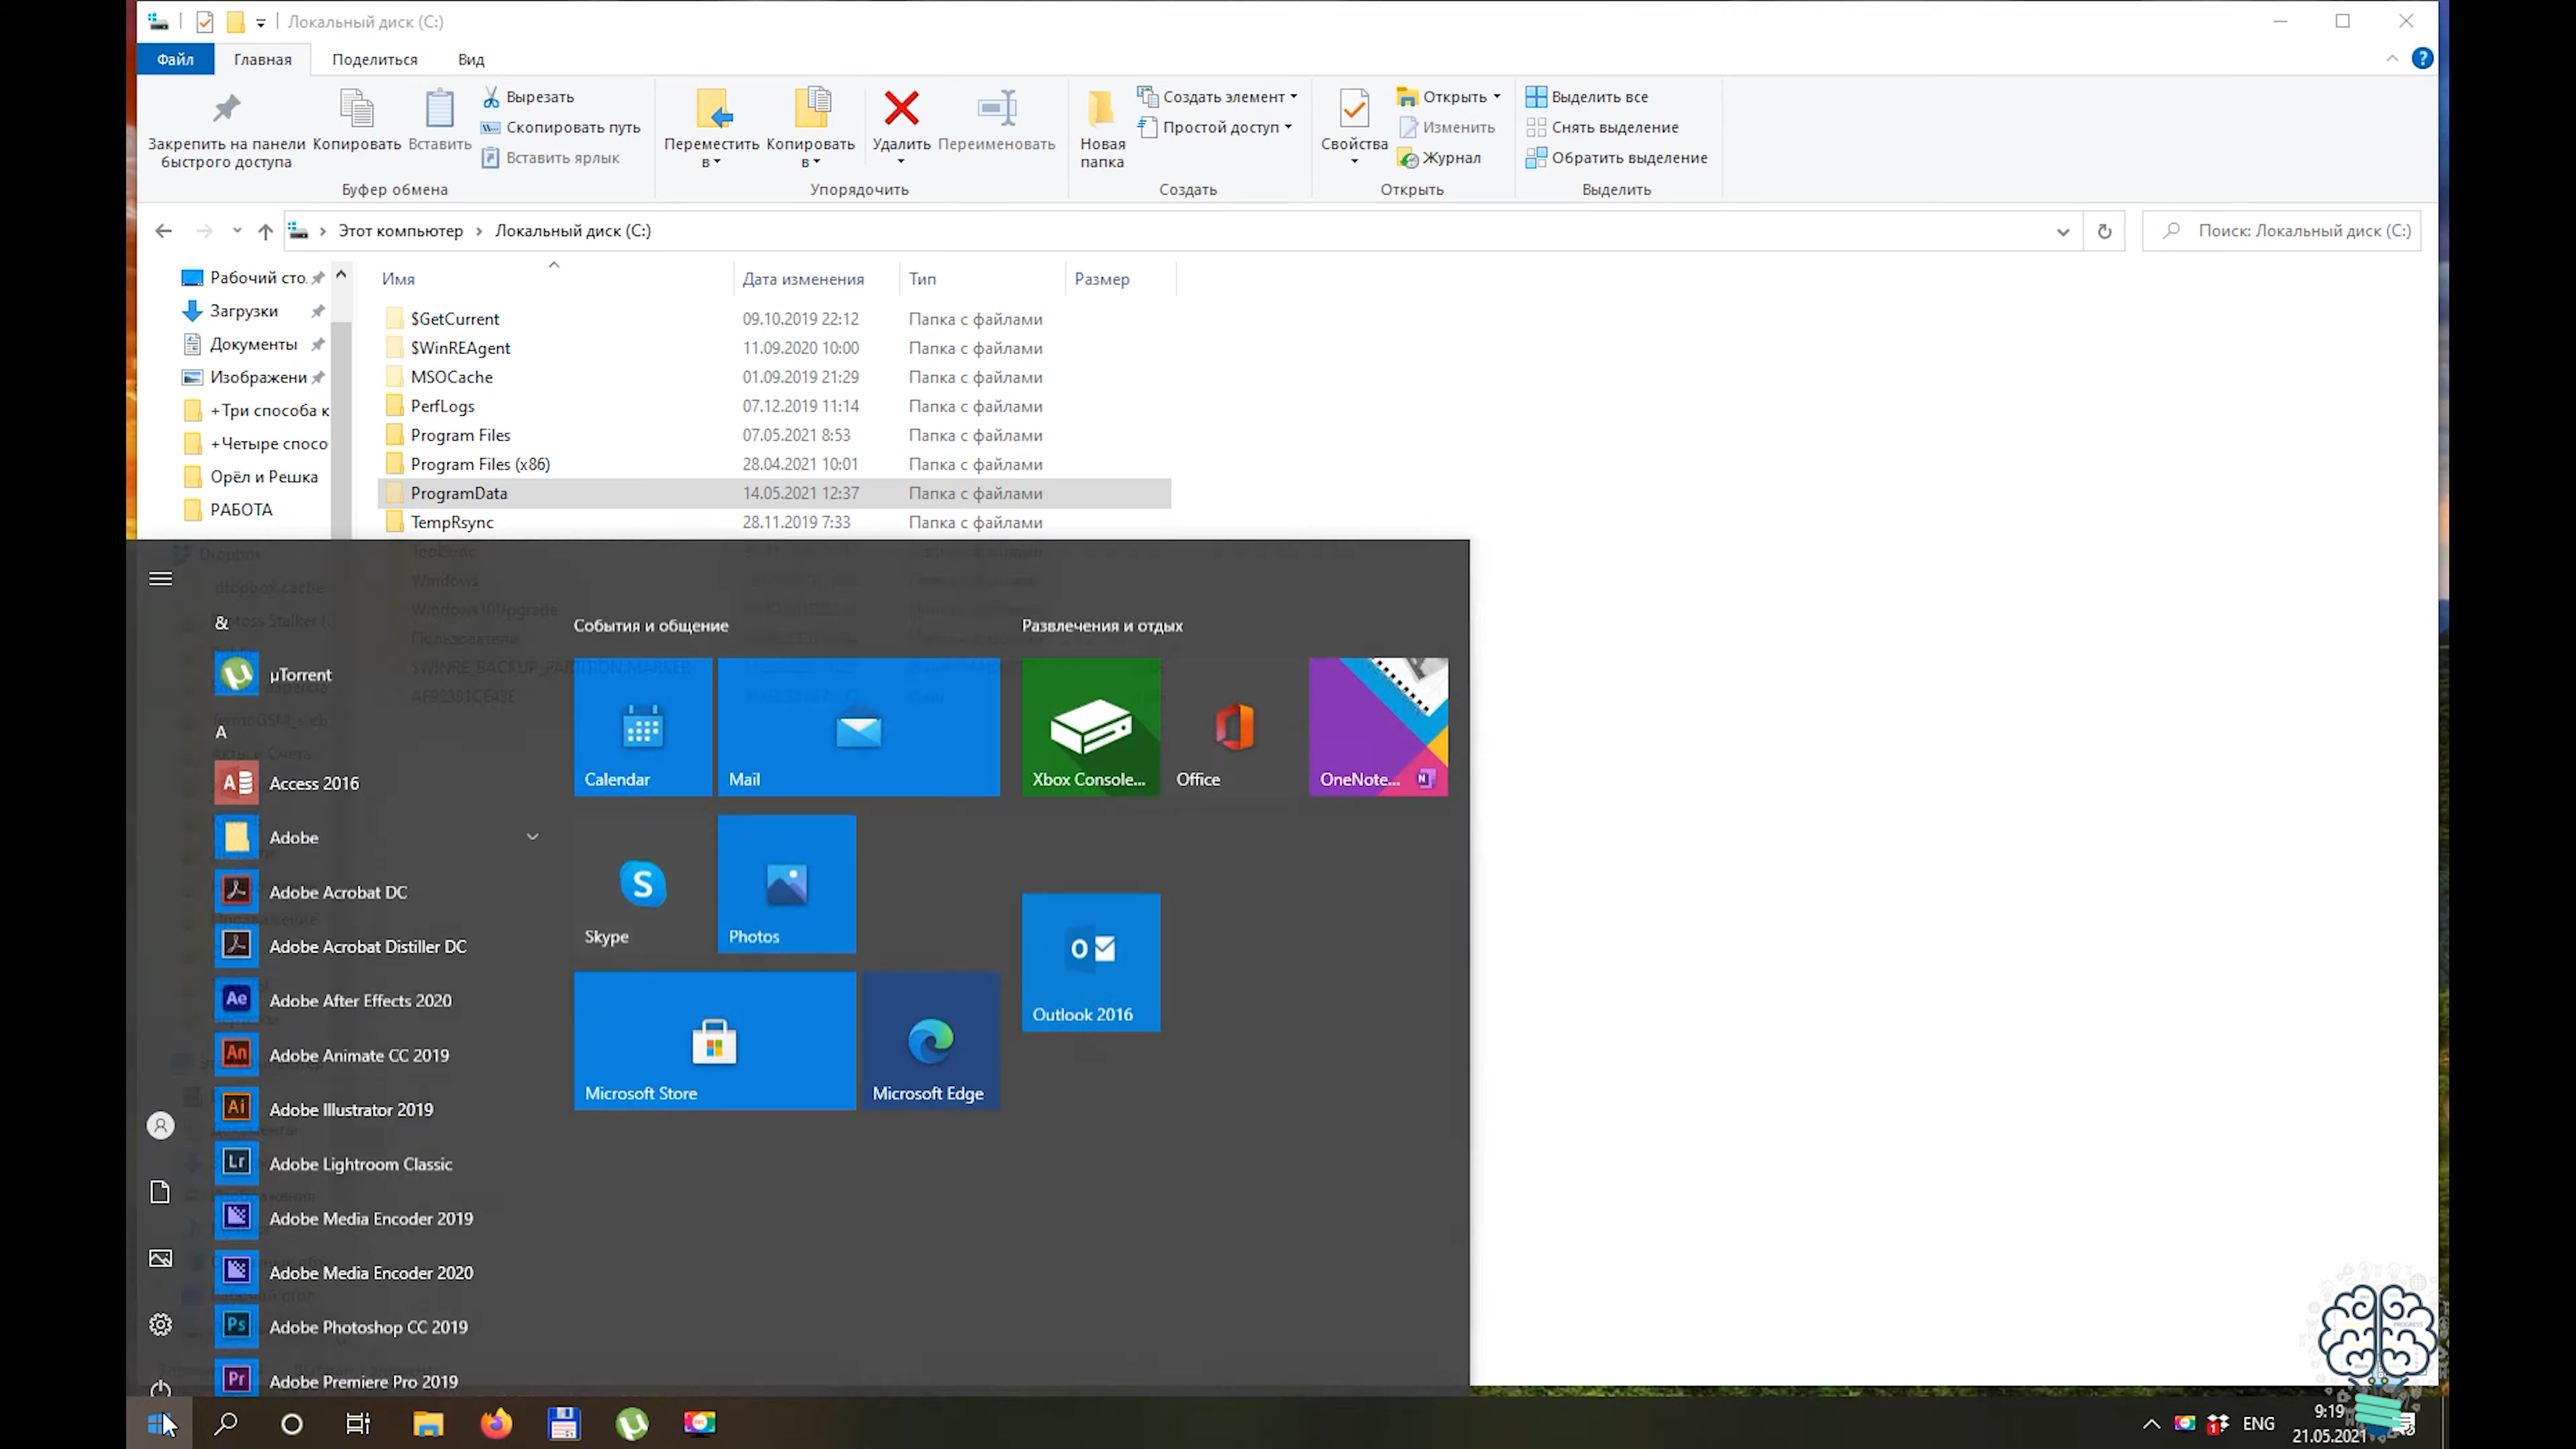 Локальный диск (C:)
Файл
Главная
Поделиться
Вид
Закрепить на панели
быстрого доступа
Копировать
Вставить
Вырезать
Скопировать путь
Вставить ярлык
Буфер обмена
Переместить
в
Копировать
в
Удалить
Переименовать
Упорядочить
Новая
папка
Создать элемент
Простой доступ
Создать
Свойства
Открыть
Изменить
Журнал
Открыть
Выделить все
Снять выделение
Обратить выделение
Выделить
Этот компьютер
Локальный диск (C:)
Поиск: Локальный диск (C:)
Рабочий сто
Загрузки
Документы
Изображени
+Три способа к
+Четыре спосо
Орёл и Решка
РАБОТА
Имя Дата изменения Тип Размер
$GetCurrent 09.10.2019 22:12 Папка с файлами
$WinREAgent 11.09.2020 10:00 Папка с файлами
MSOCache 01.09.2019 21:29 Папка с файлами
PerfLogs 07.12.2019 11:14 Папка с файлами
Program Files 07.05.2021 8:53 Папка с файлами
Program Files (x86) 28.04.2021 10:01 Папка с файлами
ProgramData 14.05.2021 12:37 Папка с файлами
TempRsync 28.11.2019 7:33 Папка с файлами
Dropbox
dropbox.cache
Windows
$WINRE_BACKUP_PARTITION.MARKER
&
µTorrent
A
Access 2016
Adobe
Adobe Acrobat DC
Adobe Acrobat Distiller DC
Adobe After Effects 2020
Adobe Animate CC 2019
Adobe Illustrator 2019
Adobe Lightroom Classic
Adobe Media Encoder 2019
Adobe Media Encoder 2020
Adobe Photoshop CC 2019
Adobe Premiere Pro 2019
События и общение
Calendar
Mail
Skype
Photos
Microsoft Store
Microsoft Edge
Развлечения и отдых
Xbox Console...
Office
OneNote...
Outlook 2016
ENG
9:19
21.05.2021